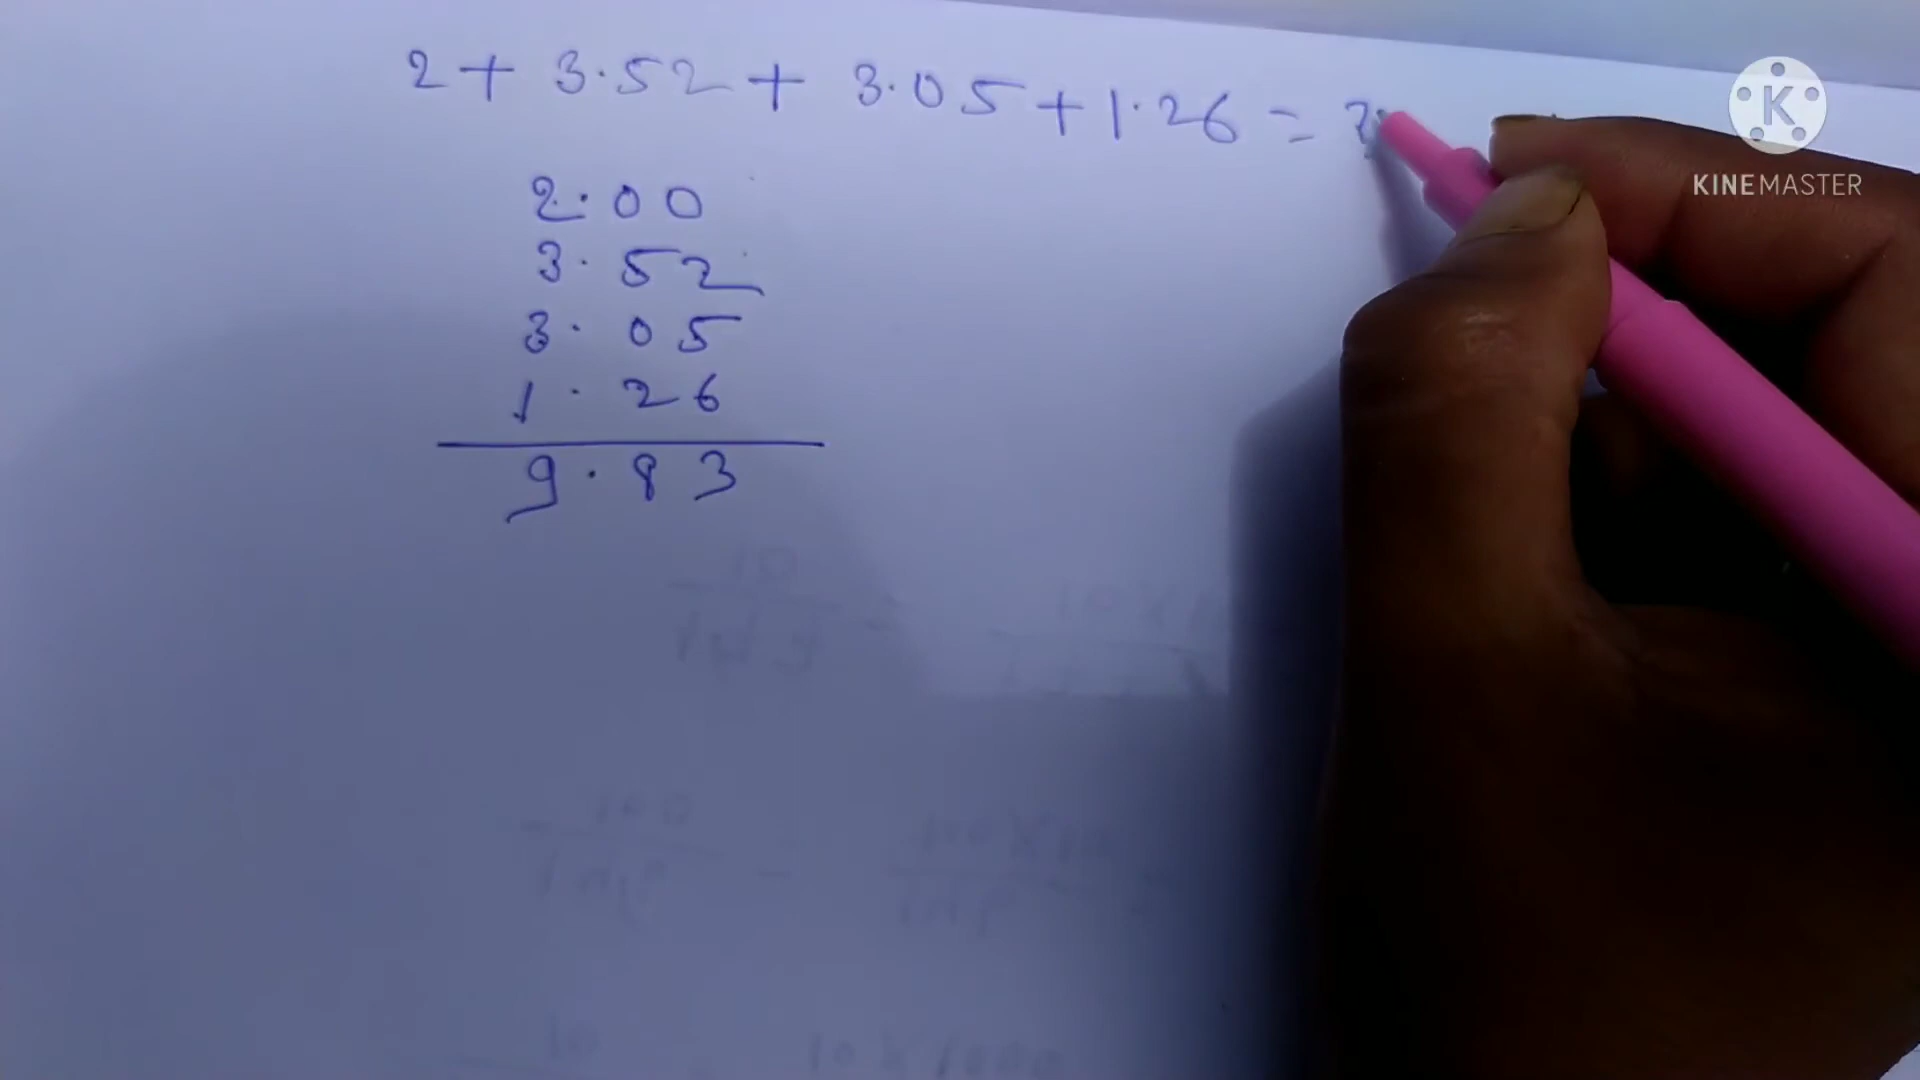 2 + 3.52 + 3.05 + 1.26 = ?
KINEMASTER
2.00
3.52
3.05
1.26
9.83